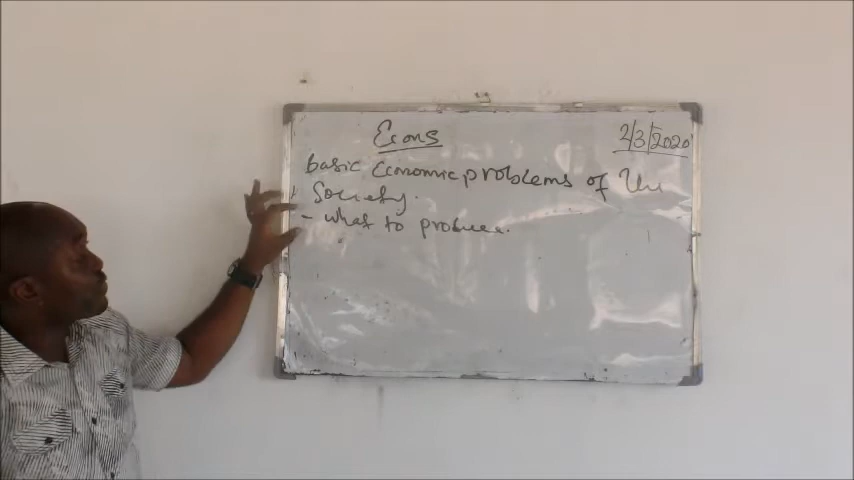 Econs
2/3/2020
basic Economic problems of the
Society.
- what to produce.